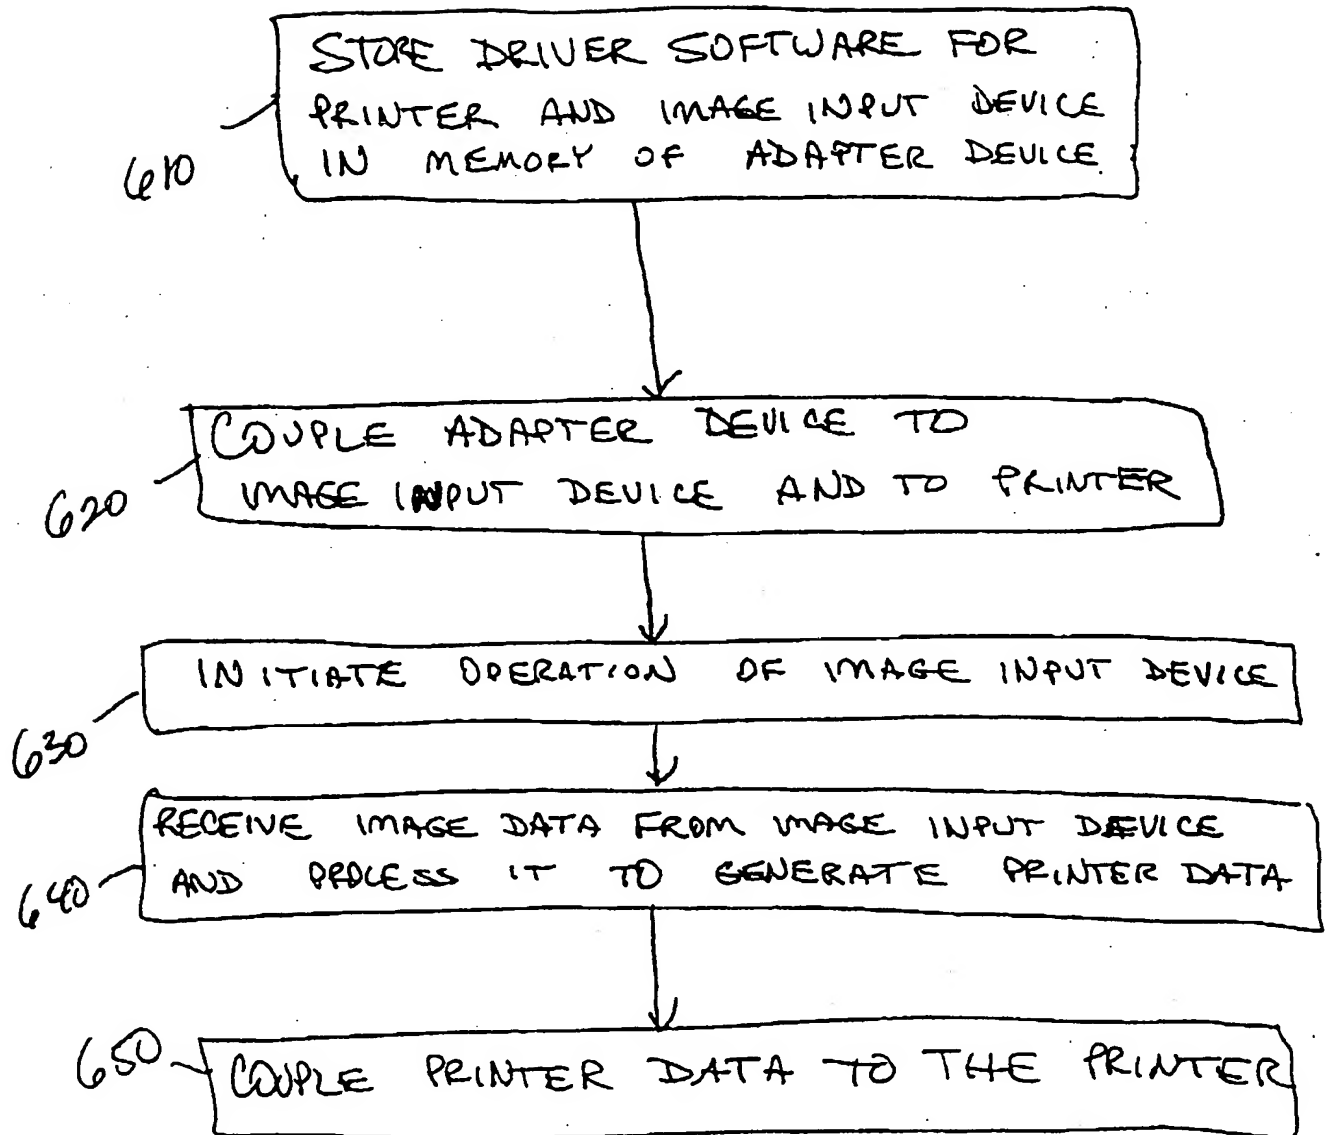 STORE DRIVER SOFTWARE FOR
PRINTER AND IMAGE INPUT DEVICE
IN MEMORY OF ADAPTER DEVICE.
610
COUPLE ADAPTER DEVICE TO
IMAGE INPUT DEVICE AND TO PRINTER
620
INITIATE OPERATION OF IMAGE INPUT DEVICE
630
RECEIVE IMAGE DATA FROM IMAGE INPUT DEVICE
AND PROCESS IT TO GENERATE PRINTER DATA
640
650
COUPLE PRINTER DATA TO THE PRINTER